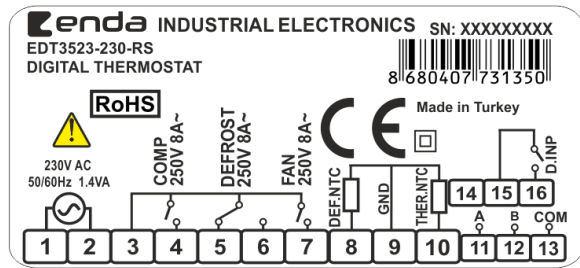 enda INDUSTRIAL ELECTRONICS
SN: XXXXXXXXX
EDT3523-230-RS
DIGITAL THERMOSTAT
8 680407 731350
RoHS
Made in Turkey
CE
230V AC
50/60Hz 1.4VA
COMP
250V 8A~
DEFROST
250V 8A~
FAN
250V 8A~
DEF.NTC
GND
THER.NTC
D.INP
14 15 16
A B COM
1 2 3 4 5 6 7 8 9 10 11 12 13